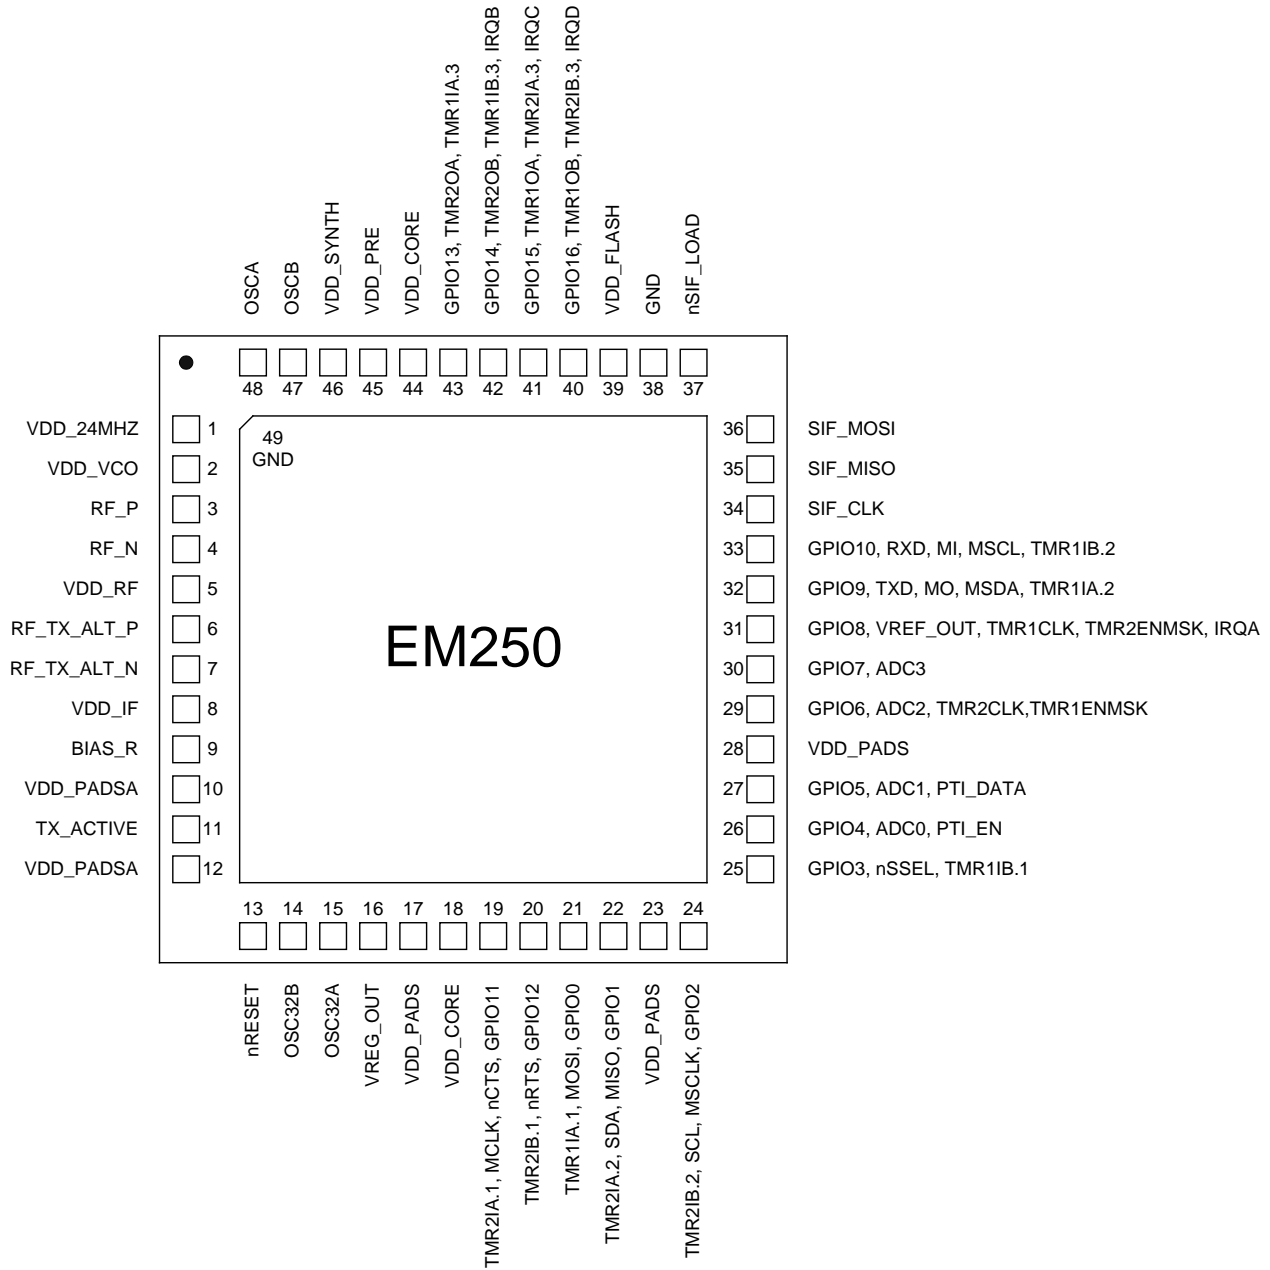 OSCA
OSCB
VDD_SYNTH
VDD_PRE
VDD_CORE
GPIO13, TMR2OA, TMR1IA.3
GPIO14, TMR2OB, TMR1IB.3, IRQB
GPIO15, TMR1OA, TMR2IA.3, IRQC
GPIO16, TMR1OB, TMR2IB.3, IRQD
VDD_FLASH
GND
nSIF_LOAD
48 47 46 45 44 43 42 41 40 39 38 37
VDD_24MHZ 1
VDD_VCO 2
RF_P 3
RF_N 4
VDD_RF 5
RF_TX_ALT_P 6
RF_TX_ALT_N 7
VDD_IF 8
BIAS_R 9
VDD_PADSA 10
TX_ACTIVE 11
VDD_PADSA 12
49
GND
EM250
36 SIF_MOSI
35 SIF_MISO
34 SIF_CLK
33 GPIO10, RXD, MI, MSCL, TMR1IB.2
32 GPIO9, TXD, MO, MSDA, TMR1IA.2
31 GPIO8, VREF_OUT, TMR1CLK, TMR2ENMSK, IRQA
30 GPIO7, ADC3
29 GPIO6, ADC2, TMR2CLK,TMR1ENMSK
28 VDD_PADS
27 GPIO5, ADC1, PTI_DATA
26 GPIO4, ADC0, PTI_EN
25 GPIO3, nSSEL, TMR1IB.1
13 14 15 16 17 18 19 20 21 22 23 24
nRESET
OSC32B
OSC32A
VREG_OUT
VDD_PADS
VDD_CORE
TMR2IA.1, MCLK, nCTS, GPIO11
TMR2IB.1, nRTS, GPIO12
TMR1IA.1, MOSI, GPIO0
TMR2IA.2, SDA, MISO, GPIO1
VDD_PADS
TMR2IB.2, SCL, MSCLK, GPIO2